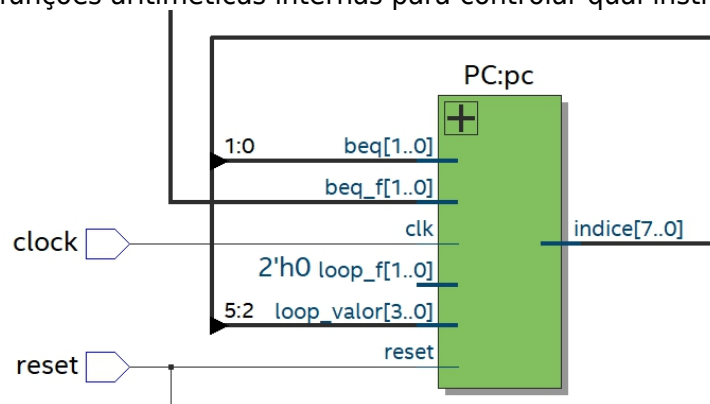 funções aritméticas internas para controlar qual
PC:pc
1:0 beq[1..0]
beq_f[1..0]
clk
clock
indice[7..0]
2'h0 loop_f[1..0]
5:2 loop_valor[3..0]
reset
reset